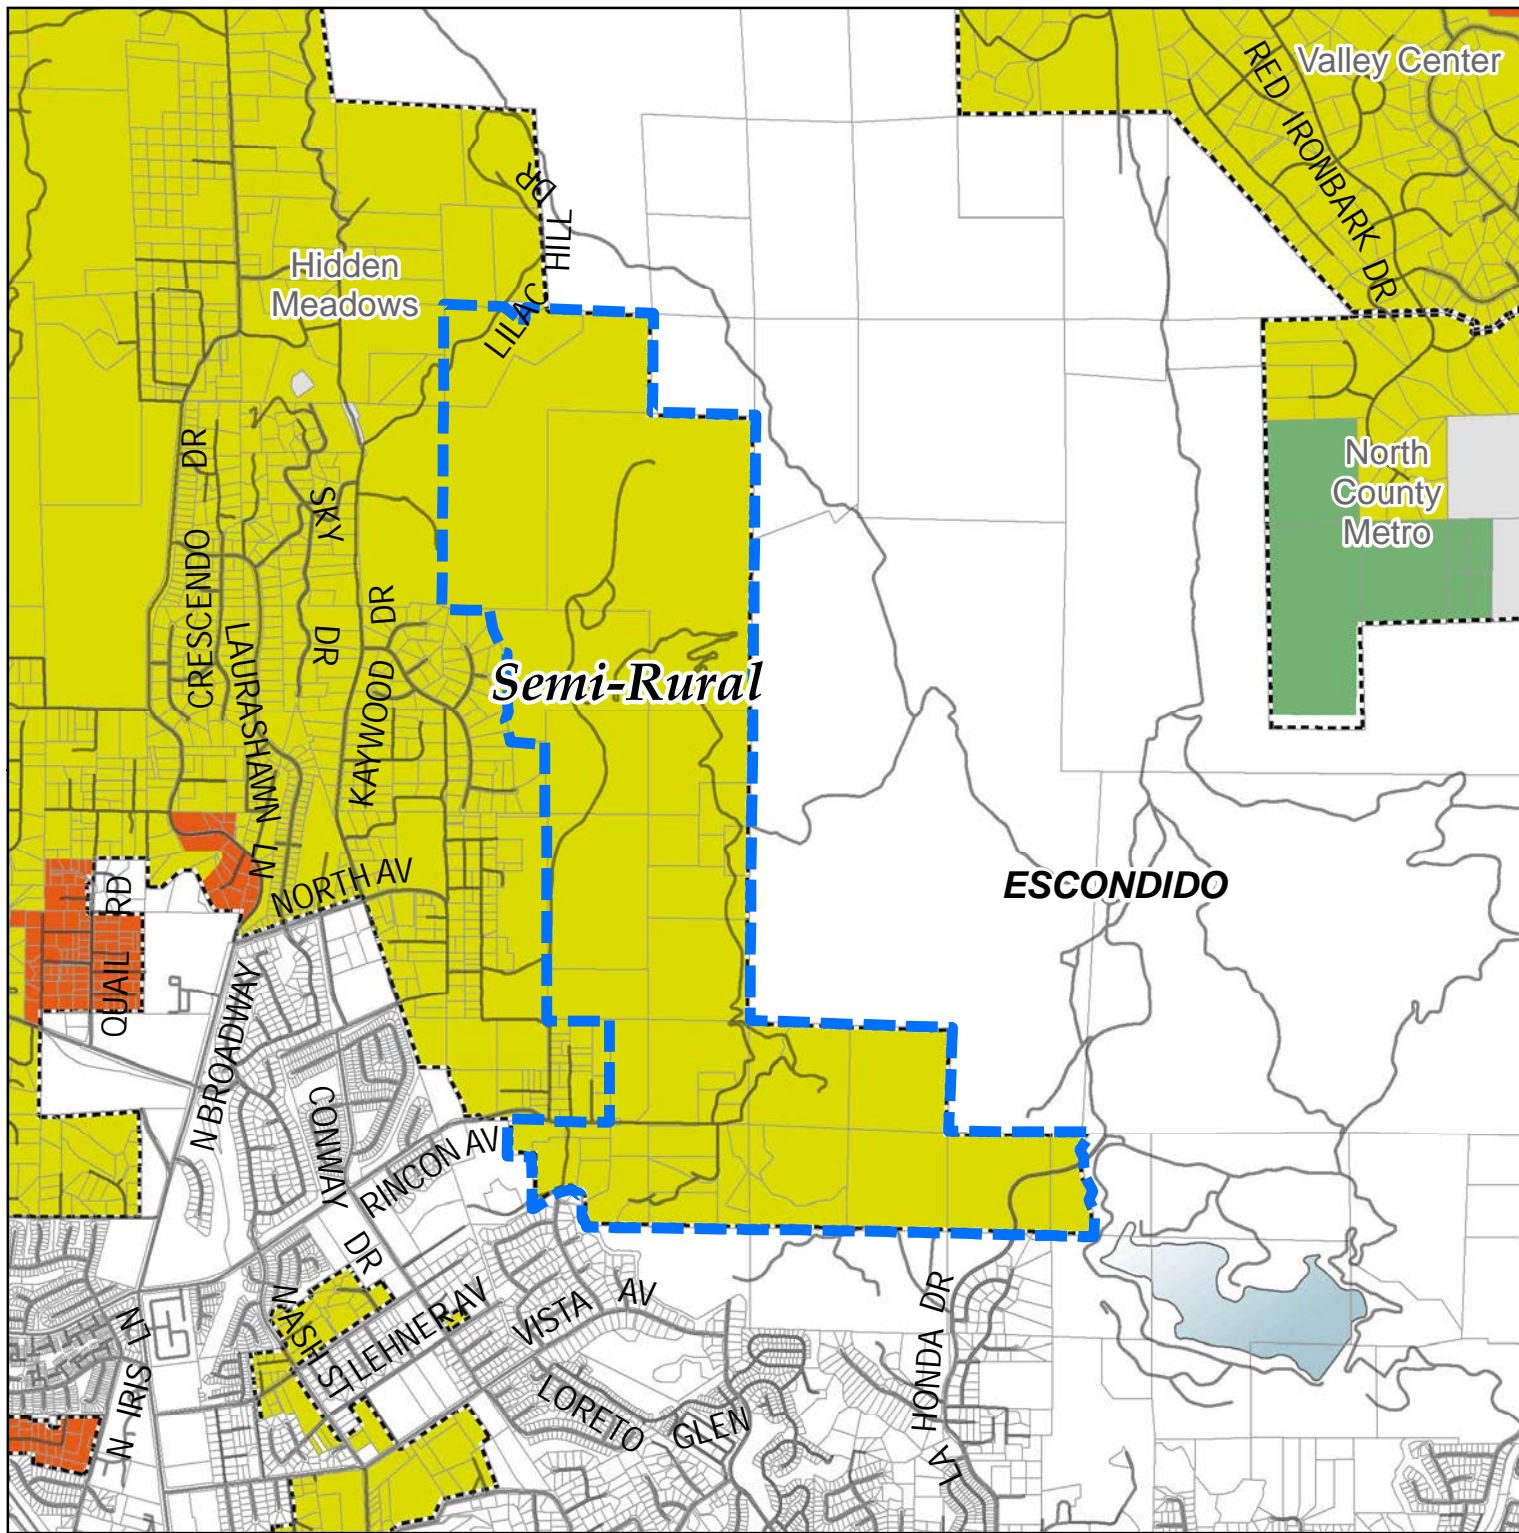 Valley Center
RED IRONBARK DR
Hidden
Meadows
LILAC HILL DR
North
County
Metro
CRESCENDO DR
SKY DR
LAURASHAWN LN
KAYWOOD DR
Semi-Rural
NORTH AV
QUAIL RD
ESCONDIDO
N BROADWAY
CONWAY DR
RINCON AV
N ASH ST
LEHNER AV
VISTA AV
N IRIS LN
LORETO GLEN
LA HONDA DR